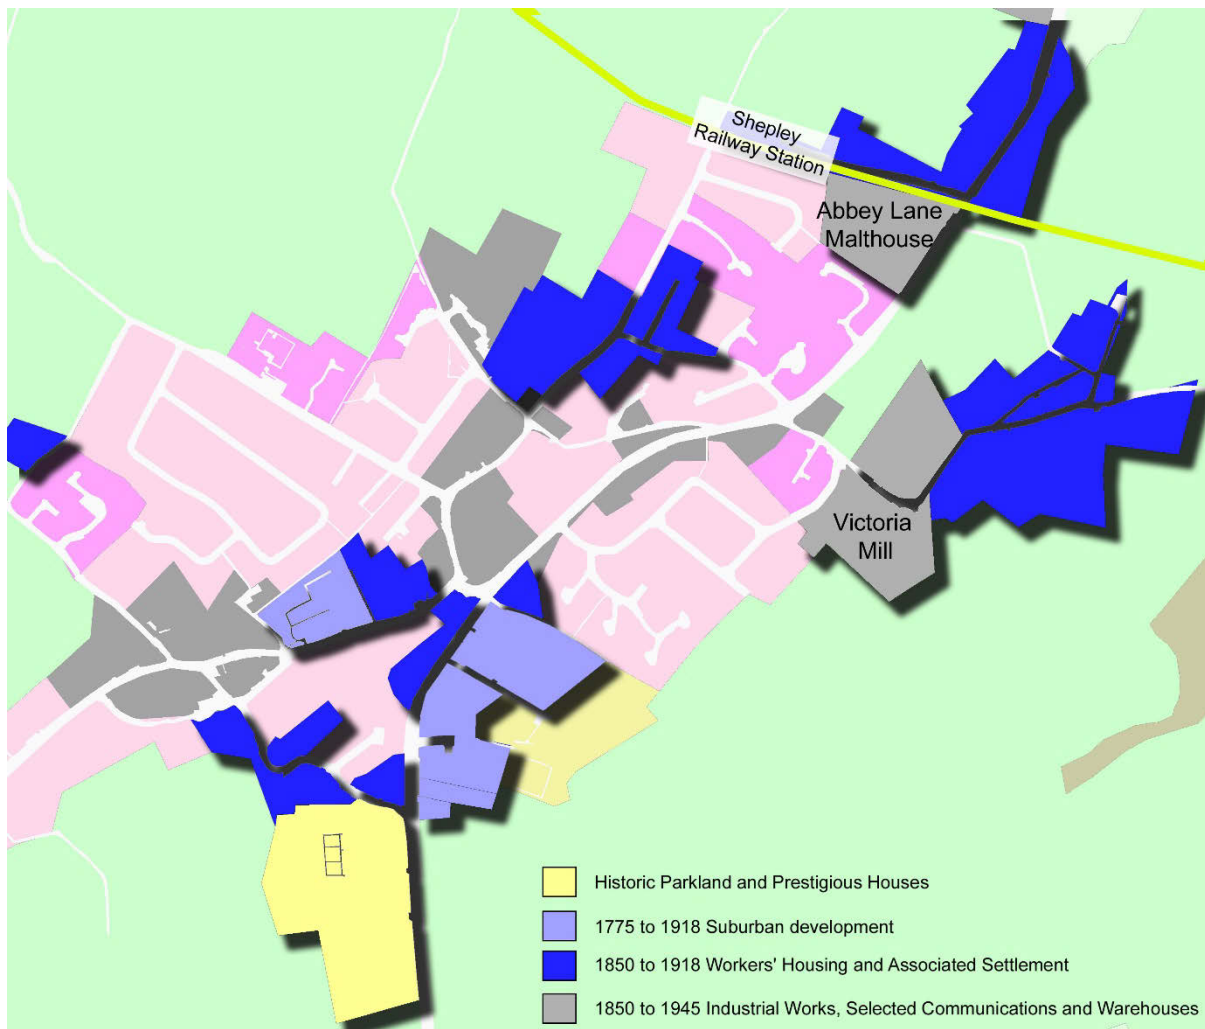 Shepley
Railway Station
Abbey Lane
Malthouse
Victoria
Mill
Historic Parkland and Prestigious Houses
1775 to 1918 Suburban development
1850 to 1918 Workers' Housing and Associated Settlement
1850 to 1945 Industrial Works, Selected Communications and Warehouses